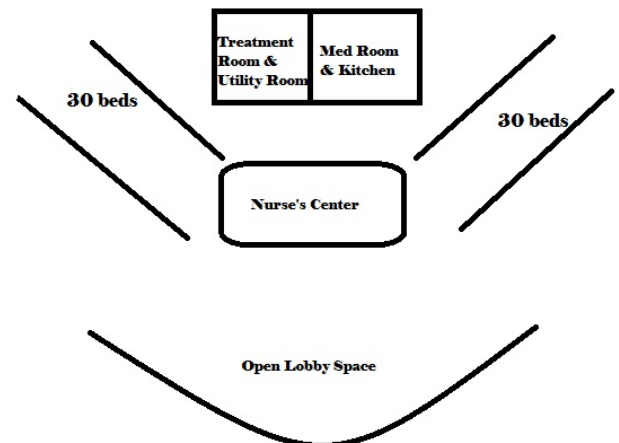 Treatment
Room &
Utility Room
Med Room
& Kitchen
30 beds
30 beds
Nurse's Center
Open Lobby Space